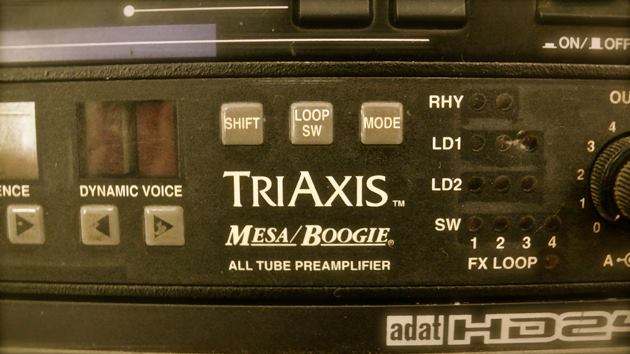 ON/OFF
SHIFT
LOOP
SW
MODE
ENCE
DYNAMIC VOICE
TRIAXIS™
MESA/BOOGIE®
ALL TUBE PREAMPLIFIER
RHY
LD1
LD2
SW
1 2 3 4
FX LOOP
OU
4
3
2
1
0
A
adat HD24